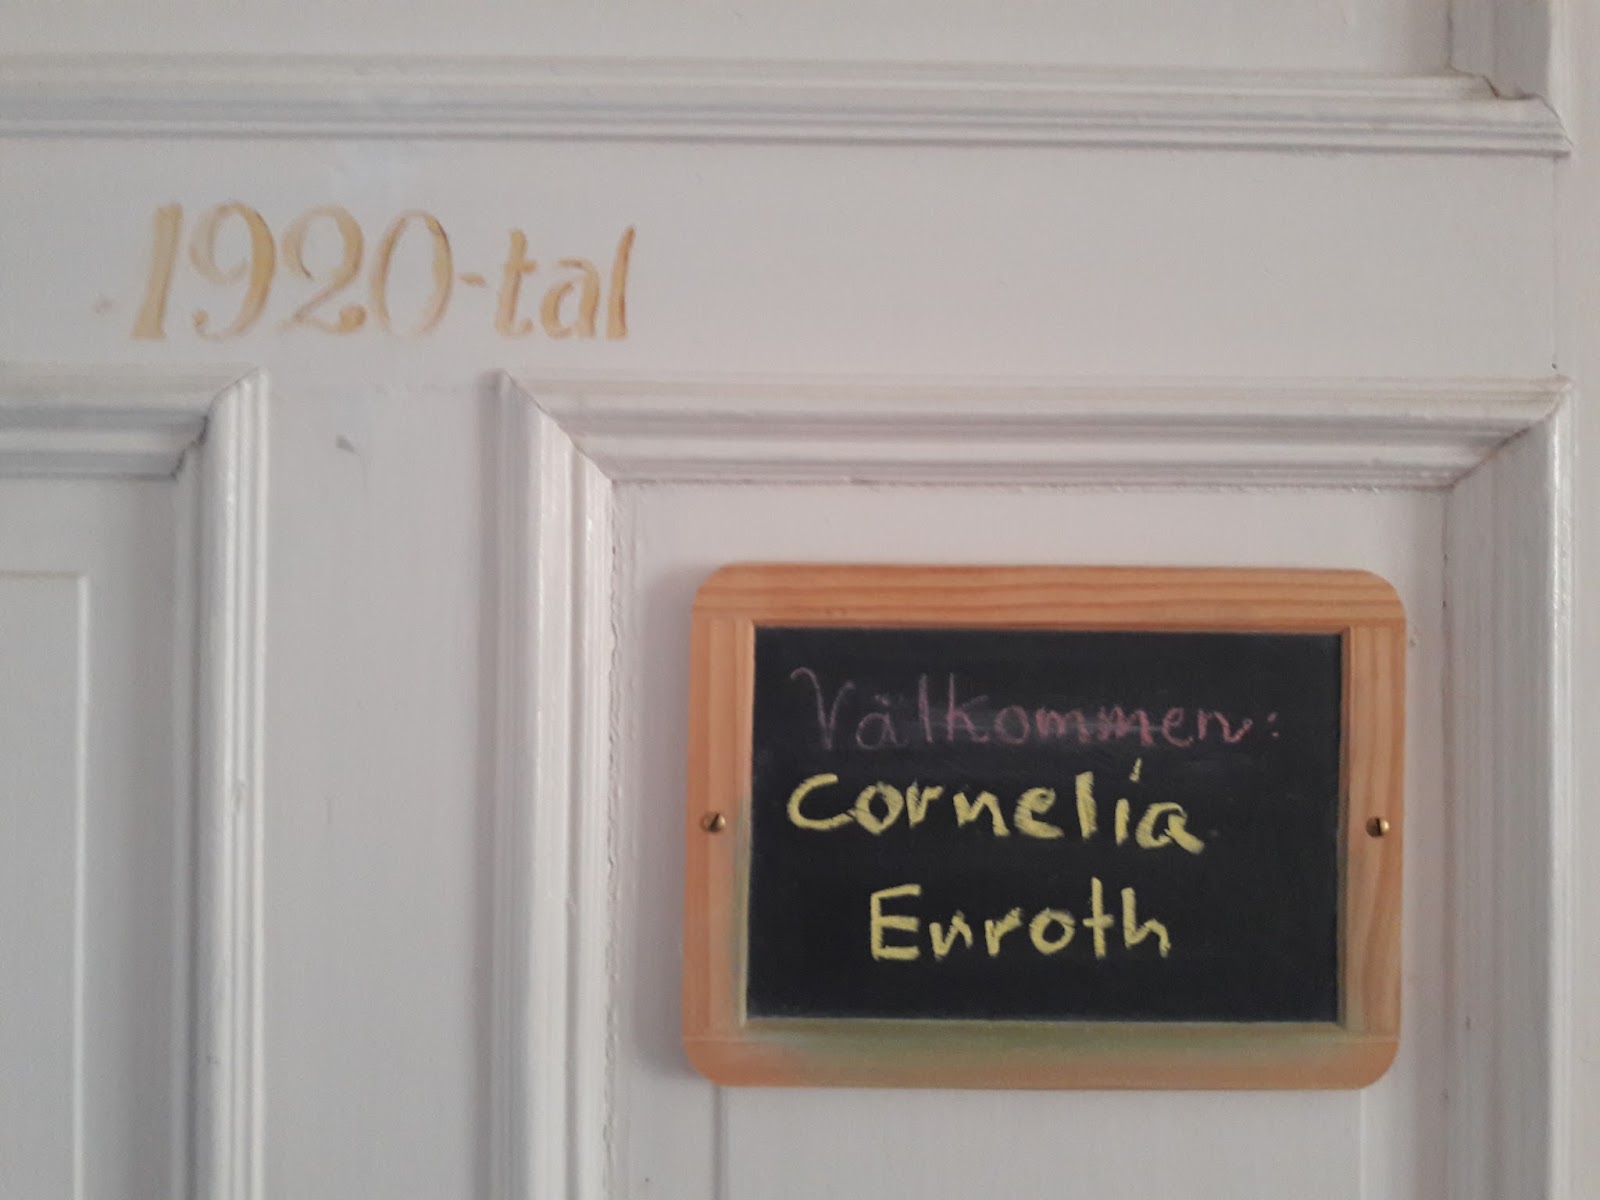 1920-tal
Välkommen:
Cornelia
Enroth